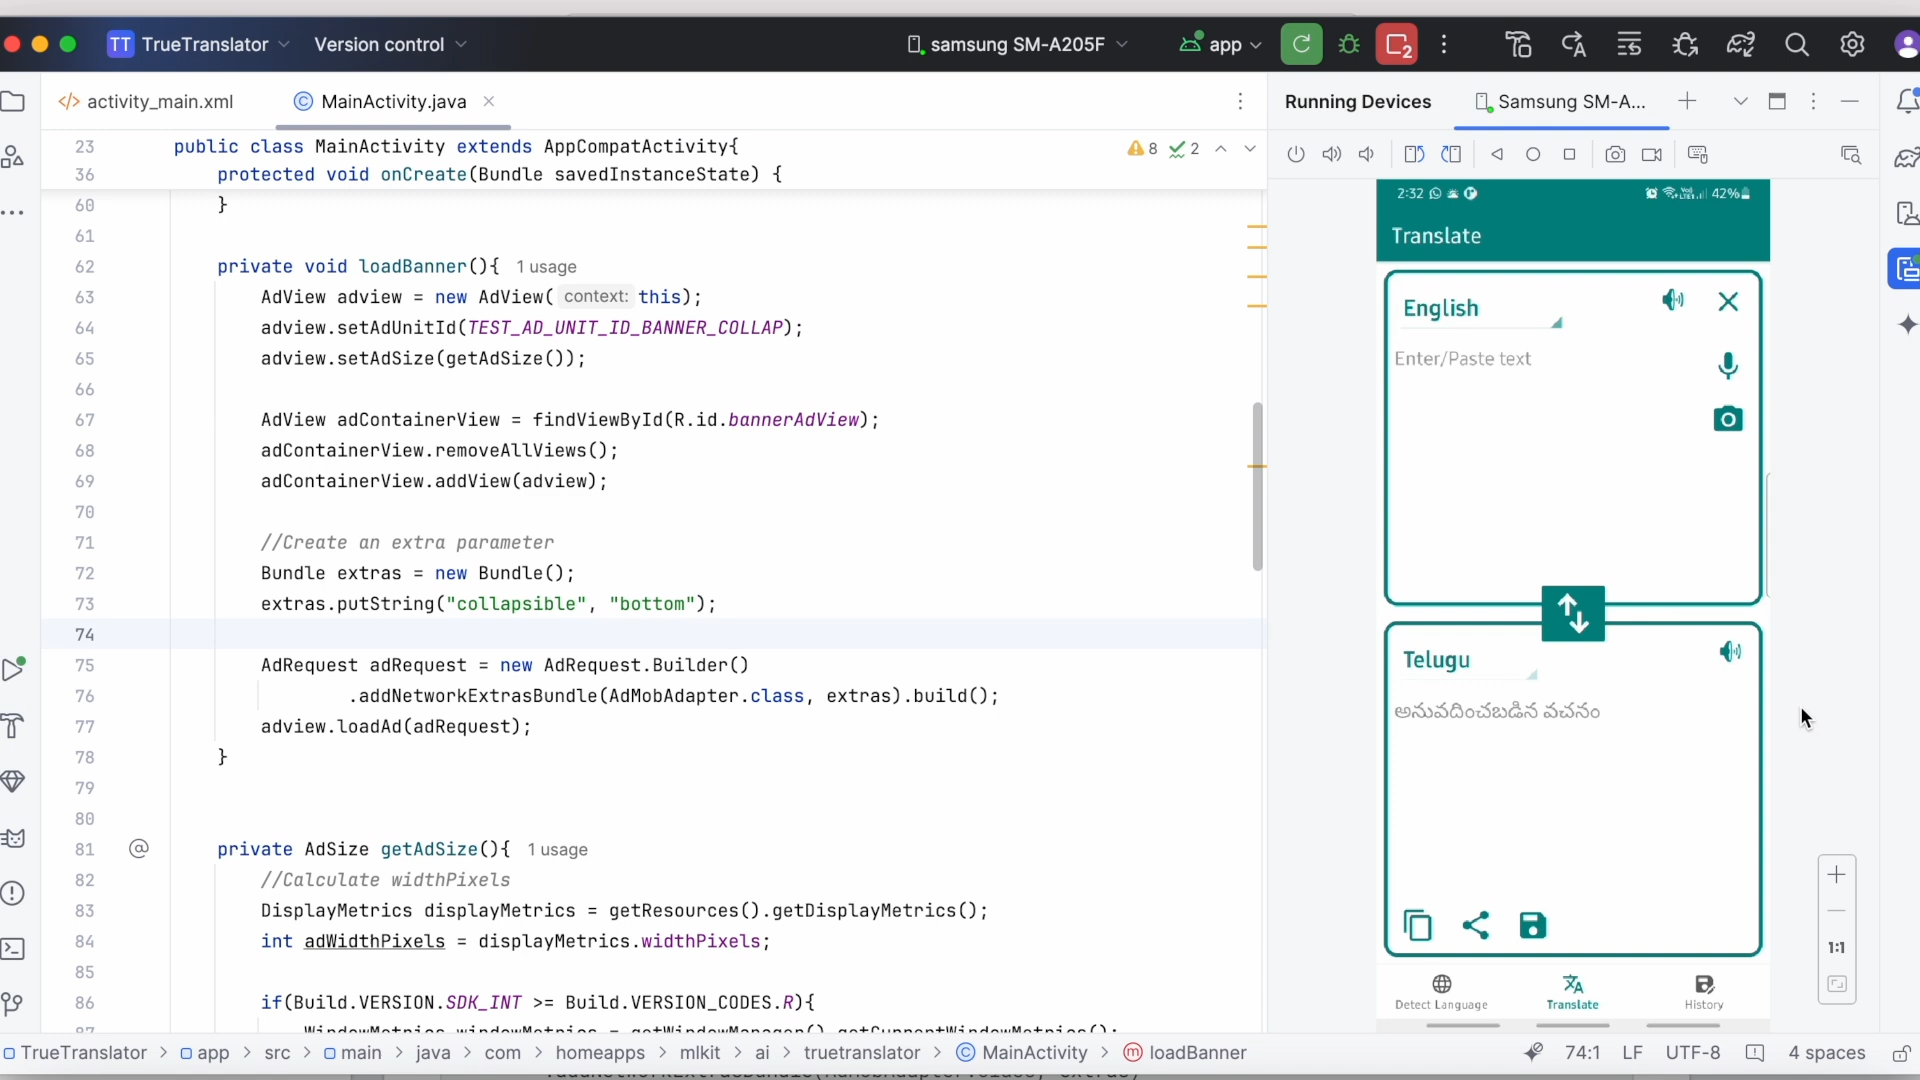 TT TrueTranslator Version control samsung SM-A205F app 2
activity_main.xml MainActivity.java Running Devices Samsung SM-A...
23 public class MainActivity extends AppCompatActivity{ 8 2
36 protected void onCreate(Bundle savedInstanceState) {
60 }
61
62 private void loadBanner(){ 1 usage
63 AdView adview = new AdView( context: this);
64 adview.setAdUnitId(TEST_AD_UNIT_ID_BANNER_COLLAP);
65 adview.setAdSize(getAdSize());
66
67 AdView adContainerView = findViewById(R.id.bannerAdView);
68 adContainerView.removeAllViews();
69 adContainerView.addView(adview);
70
71 //Create an extra parameter
72 Bundle extras = new Bundle();
73 extras.putString("collapsible", "bottom");
74
75 AdRequest adRequest = new AdRequest.Builder()
76 .addNetworkExtrasBundle(AdMobAdapter.class, extras).build();
77 adview.loadAd(adRequest);
78 }
79
80
81 @ private AdSize getAdSize(){ 1 usage
82 //Calculate widthPixels
83 DisplayMetrics displayMetrics = getResources().getDisplayMetrics();
84 int adWidthPixels = displayMetrics.widthPixels;
85
86 if(Build.VERSION.SDK_INT >= Build.VERSION_CODES.R){
2:32 42%
Translate
English
Enter/Paste text
Telugu
అనువదించబడిన వచనం
Detect Language Translate History
1:1
TrueTranslator > app > src > main > java > com > homeapps > mlkit > ai > truetranslator > MainActivity > loadBanner 74:1 LF UTF-8 4 spaces